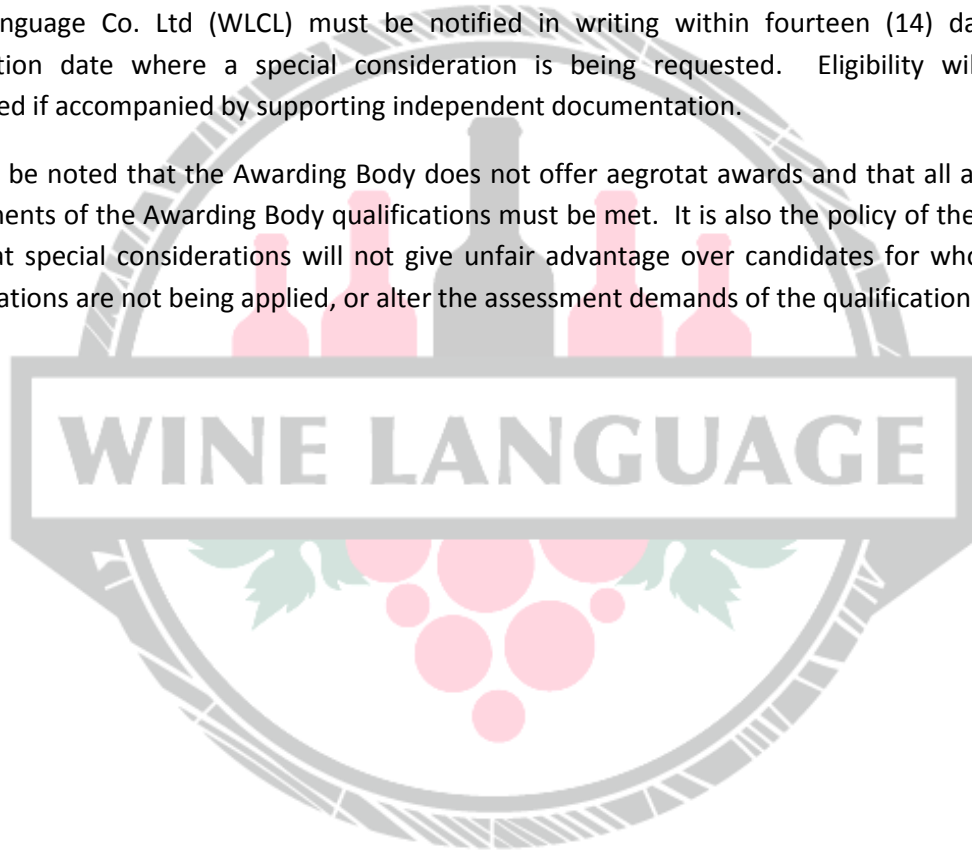 nguage Co. Ltd (WLCL) must be notified in writing within fourteen (14) da
tion date where a special consideration is being requested. Eligibility wil
ed if accompanied by supporting independent documentation.
be noted that the Awarding Body does not offer aegrotat awards and that all a
ents of the Awarding Body qualifications must be met. It is also the policy of the
at special considerations will not give unfair advantage over candidates for who
ations are not being applied, or alter the assessment demands of the qualification
WINE LANGUAGE